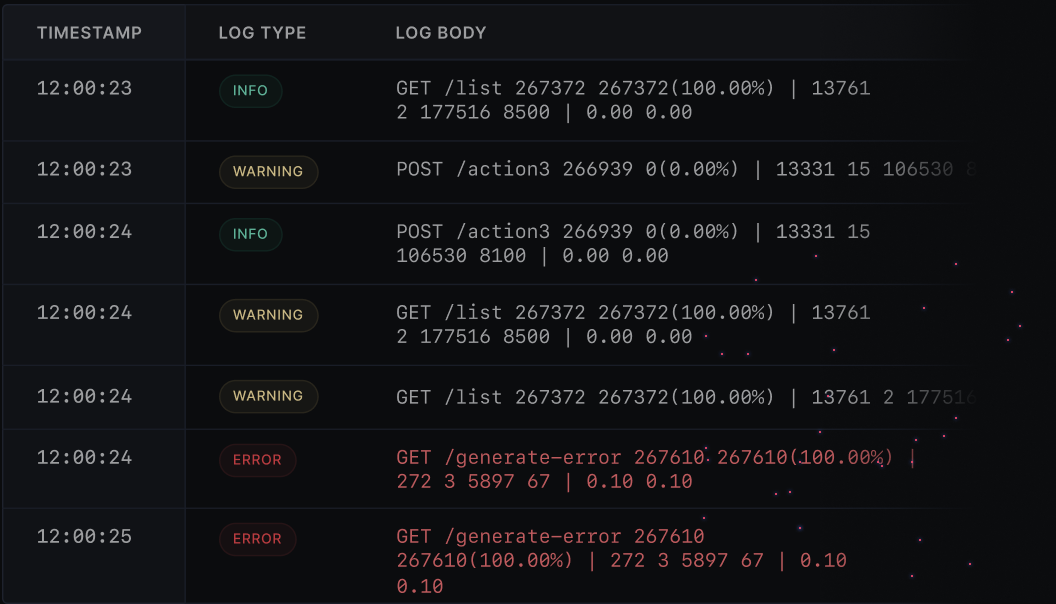 TIMESTAMP LOG TYPE LOG BODY
12:00:23 INFO GET /list 267372 267372(100.00%) | 13761
2 177516 8500 | 0.00 0.00
12:00:23 WARNING POST /action3 266939 0(0.00%) | 13331 15 106530 8
12:00:24 INFO POST /action3 266939 0(0.00%) | 13331 15
106530 8100 | 0.00 0.00
12:00:24 WARNING GET /list 267372 267372(100.00%) | 13761
2 177516 8500 | 0.00 0.00
12:00:24 WARNING GET /list 267372 267372(100.00%) | 13761 2 177516
12:00:24 ERROR GET /generate-error 267610 267610(100.00%) |
272 3 5897 67 | 0.10 0.10
12:00:25 ERROR GET /generate-error 267610
267610(100.00%) | 272 3 5897 67 | 0.10
0.10